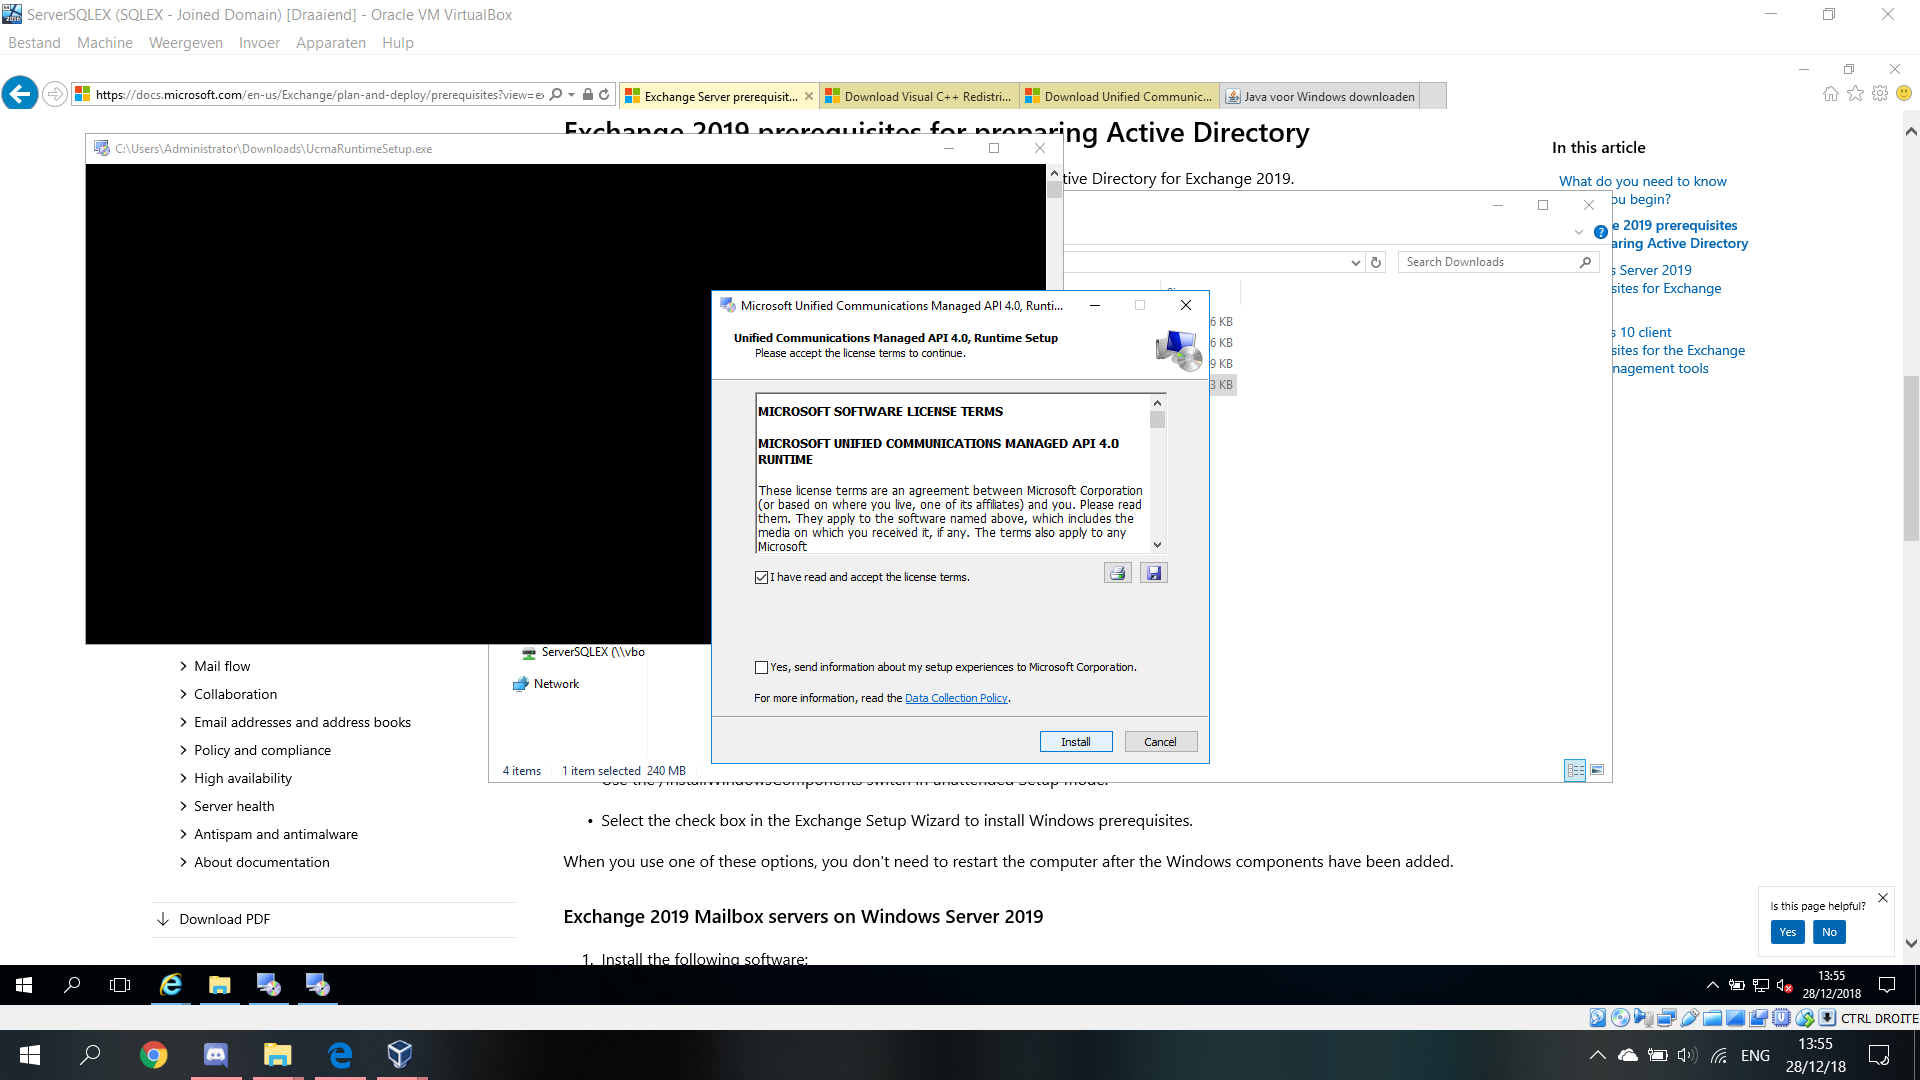 ServerSQLEX (SQLEX - Joined Domain) [Draaiend] - Oracle VM VirtualBox
Bestand Machine Weergeven Invoer Apparaten Hulp
https://docs.microsoft.com/en-us/Exchange/plan-and-deploy/prerequisites?view=e
Exchange Server prerequisit...
Download Visual C++ Redistri...
Download Unified Communic...
Java voor Windows downloaden
Exchange 2019 prerequisites for preparing Active Directory
C:\Users\Administrator\Downloads\UcmaRuntimeSetup.exe
tive Directory for Exchange 2019.
In this article
What do you need to know
ou begin?
e 2019 prerequisites
aring Active Directory
s Server 2019
sites for Exchange
s 10 client
sites for the Exchange
nagement tools
Search Downloads
6 KB
6 KB
9 KB
3 KB
Microsoft Unified Communications Managed API 4.0, Runti...
Unified Communications Managed API 4.0, Runtime Setup
Please accept the license terms to continue.
MICROSOFT SOFTWARE LICENSE TERMS
MICROSOFT UNIFIED COMMUNICATIONS MANAGED API 4.0
RUNTIME
These license terms are an agreement between Microsoft Corporation
(or based on where you live, one of its affiliates) and you. Please read
them. They apply to the software named above, which includes the
media on which you received it, if any. The terms also apply to any
Microsoft
I have read and accept the license terms.
Yes, send information about my setup experiences to Microsoft Corporation.
For more information, read the Data Collection Policy.
Install
Cancel
ServerSQLEX (\\vbo
Network
4 items 1 item selected 240 MB
Mail flow
Collaboration
Email addresses and address books
Policy and compliance
High availability
Server health
Antispam and antimalware
About documentation
Download PDF
Use the /InstallWindowsComponents switch in unattended Setup mode.
• Select the check box in the Exchange Setup Wizard to install Windows prerequisites.
When you use one of these options, you don't need to restart the computer after the Windows components have been added.
Exchange 2019 Mailbox servers on Windows Server 2019
1. Install the following software:
Is this page helpful?
Yes
No
13:55
28/12/2018
CTRL DROITE
ENG
13:55
28/12/18